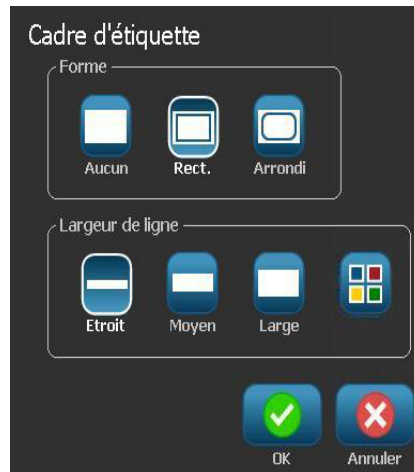 Cadre d'étiquette
Forme
Aucun Rect. Arrondi
Largeur de ligne
Etroit Moyen Large
OK Annuler